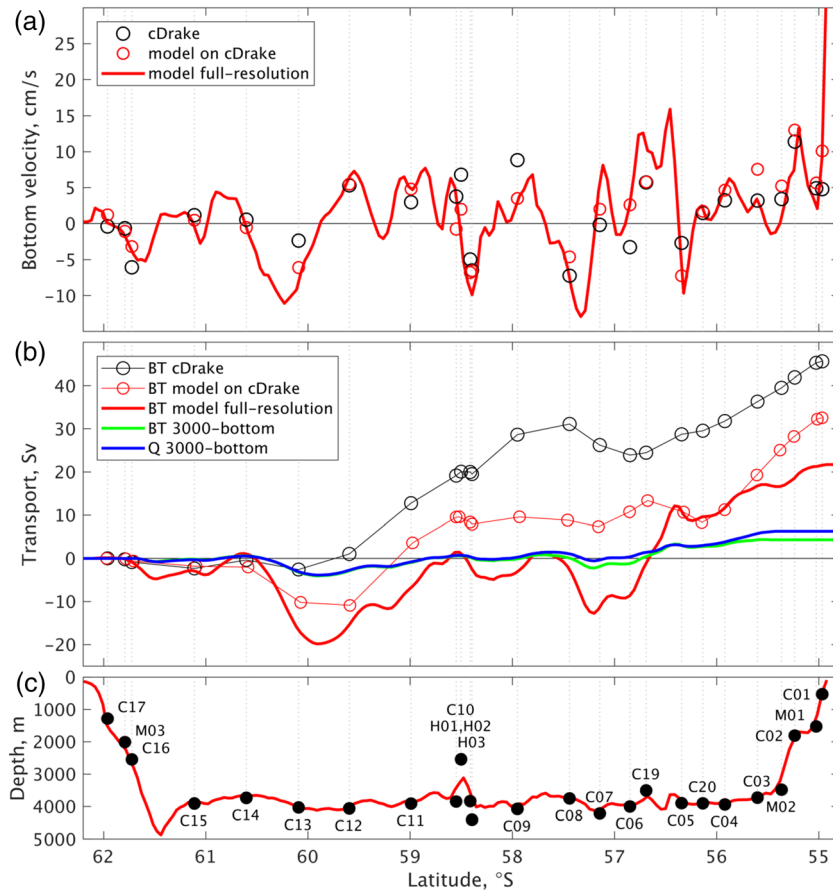 (a)
cDrake
model on cDrake
model full-resolution
Bottom velocity, cm/s
25
20
15
10
5
0
-5
-10
(b)
BT cDrake
BT model on cDrake
BT model full-resolution
BT 3000-bottom
Q 3000-bottom
Transport, Sv
40
30
20
10
0
-10
-20
(c)
Depth, m
0
1000
2000
3000
4000
5000
C17
M03
C16
C15
C14
C13
C12
C11
C10
H01,H02
H03
C09
C08
C07
C06
C19
C05
C20
C04
C03
M02
C02
M01
C01
62 61 60 59 58 57 56 55
Latitude, °S